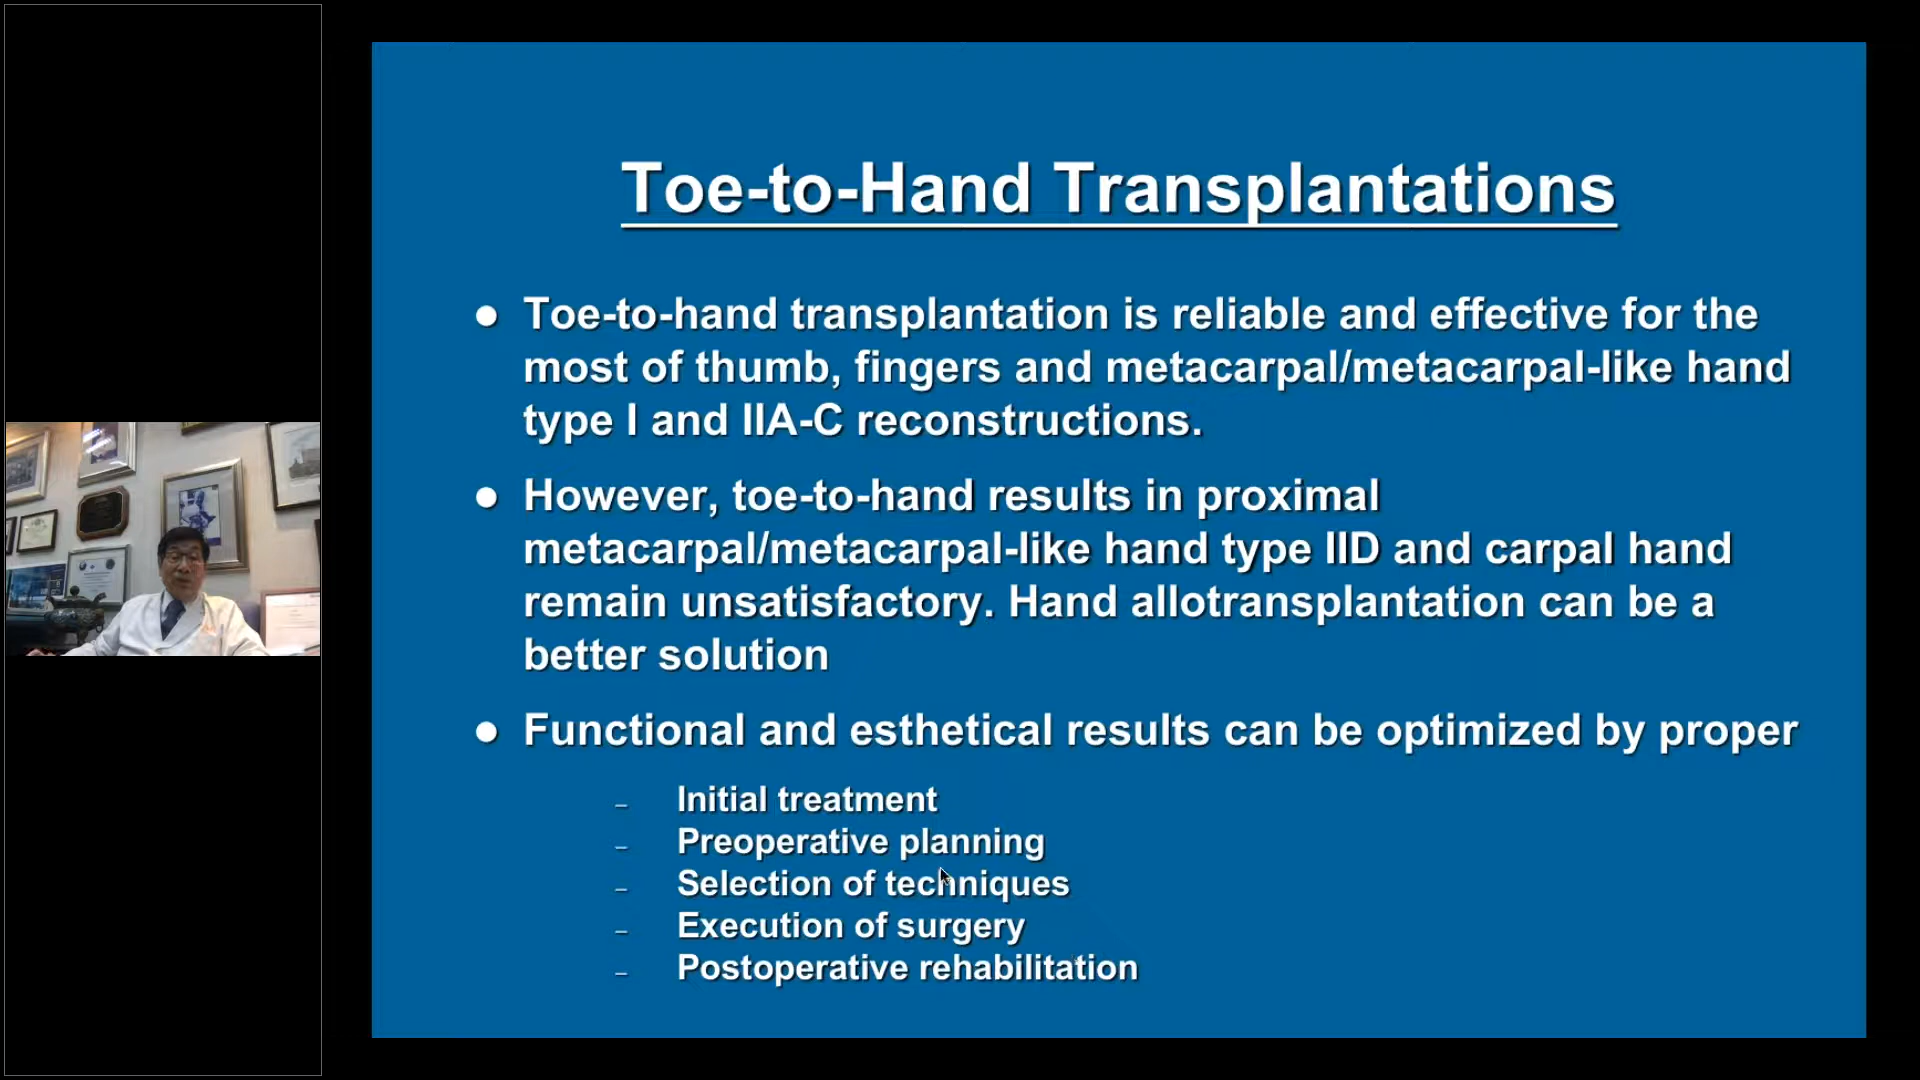 Toe-to-Hand Transplantations
● Toe-to-hand transplantation is reliable and effective for the
most of thumb, fingers and metacarpal/metacarpal-like hand
type I and IIA-C reconstructions.
● However, toe-to-hand results in proximal
metacarpal/metacarpal-like hand type IID and carpal hand
remain unsatisfactory. Hand allotransplantation can be a
better solution
● Functional and esthetical results can be optimized by proper
– Initial treatment
– Preoperative planning
– Selection of techniques
– Execution of surgery
– Postoperative rehabilitation